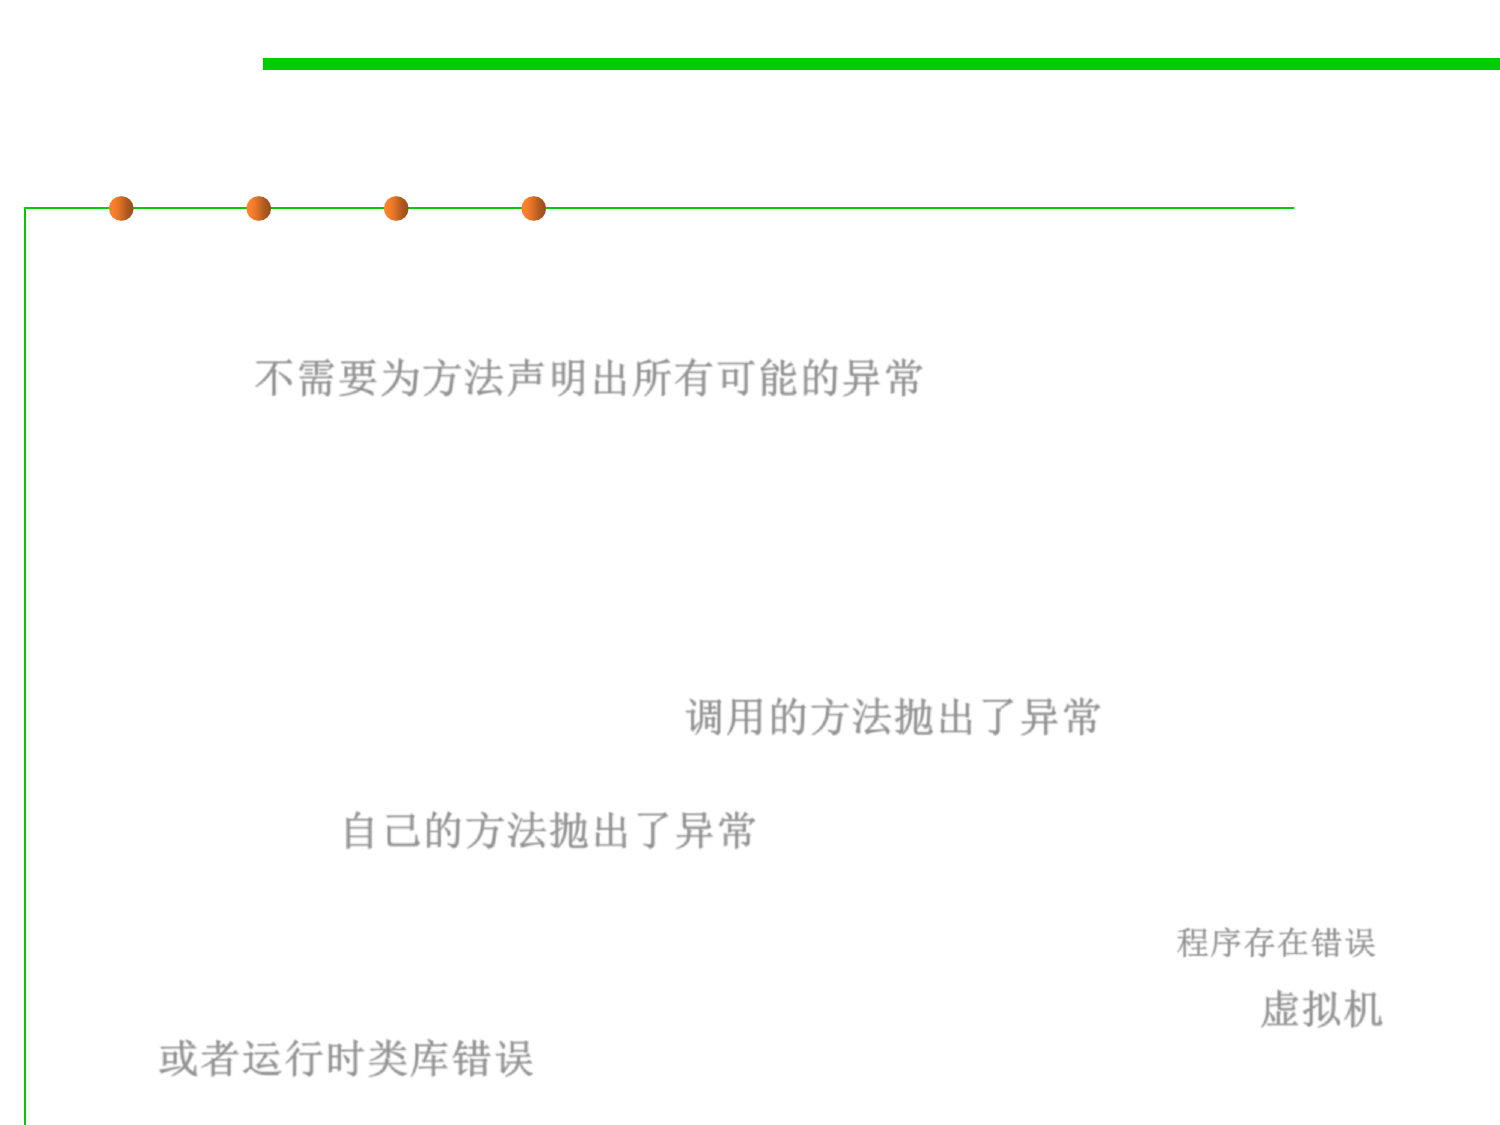 不需要为方法声明出所有可能的异常
调用的方法抛出了异常
自己的方法抛出了异常
程序存在错误
虚拟机
或者运行时类库错误